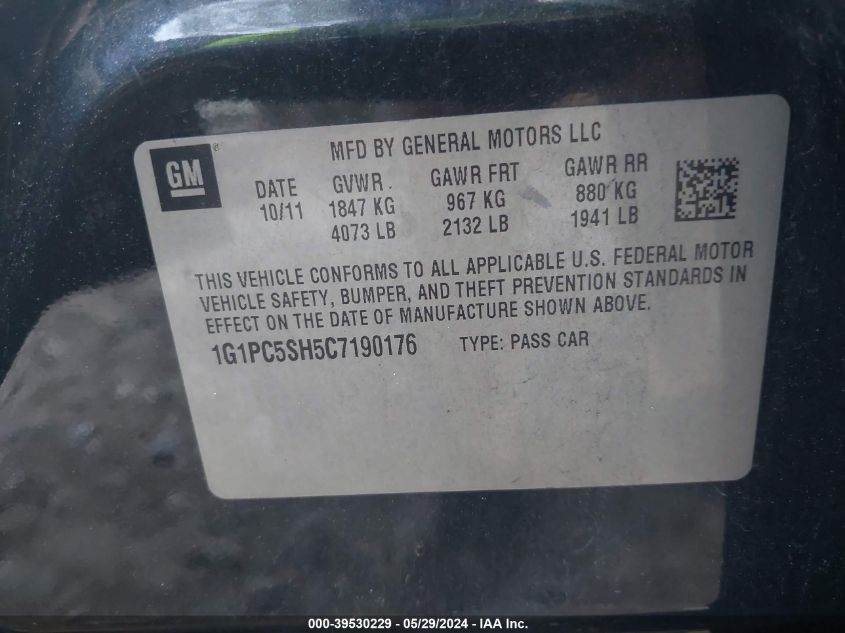 GM ®
MFD BY GENERAL MOTORS LLC
DATE GVWR GAWR FRT GAWR RR
10/11 1847 KG 967 KG 880 KG
4073 LB 2132 LB 1941 LB
THIS VEHICLE CONFORMS TO ALL APPLICABLE U.S. FEDERAL MOTOR
VEHICLE SAFETY, BUMPER, AND THEFT PREVENTION STANDARDS IN
EFFECT ON THE DATE OF MANUFACTURE SHOWN ABOVE.
1G1PC5SH5C7190176 TYPE: PASS CAR
000-39530229 - 05/29/2024 - IAA Inc.